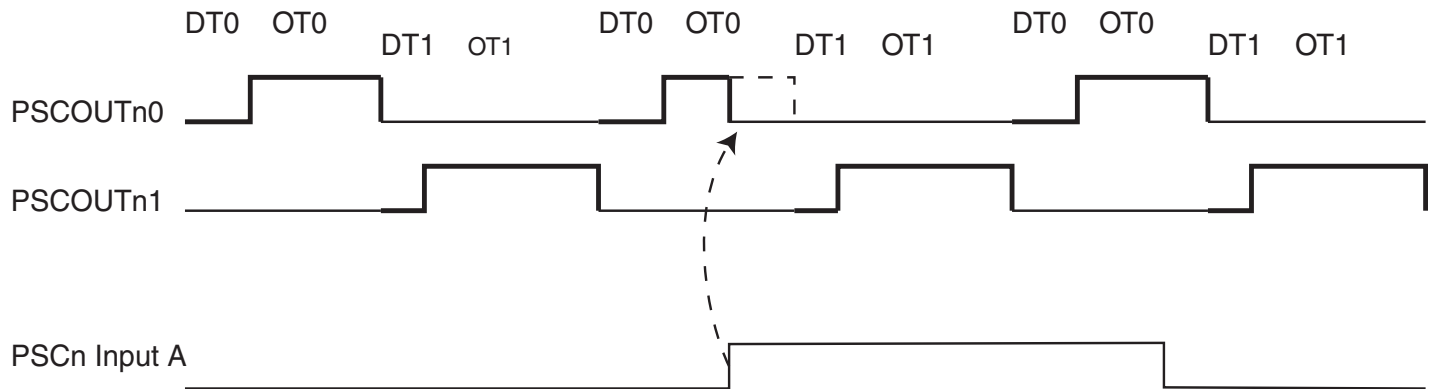 DT0 OT0 DT0 OT0 DT0 OT0
DT1 OT1 DT1 OT1 DT1 OT1
PSCOUTn0
PSCOUTn1
PSCn Input A